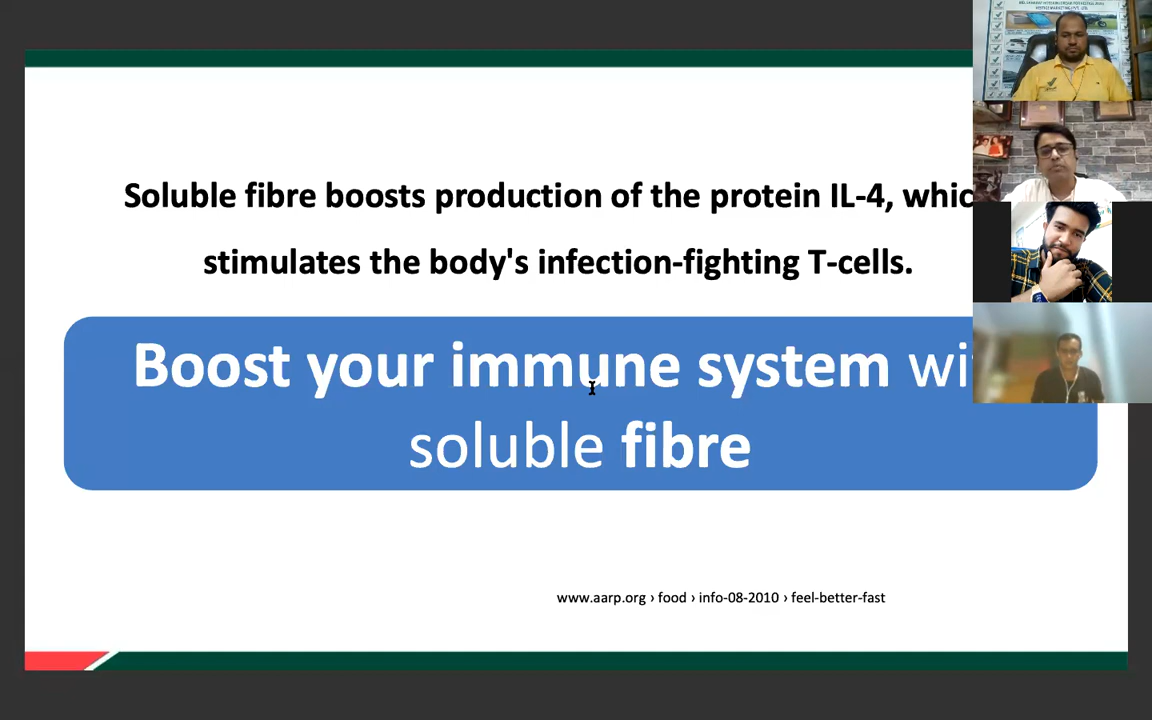 Soluble fibre boosts production of the protein IL-4, whic
stimulates the body's infection-fighting T-cells.
Boost your immune system wi
soluble fibre
www.aarp.org › food › info-08-2010 › feel-better-fast